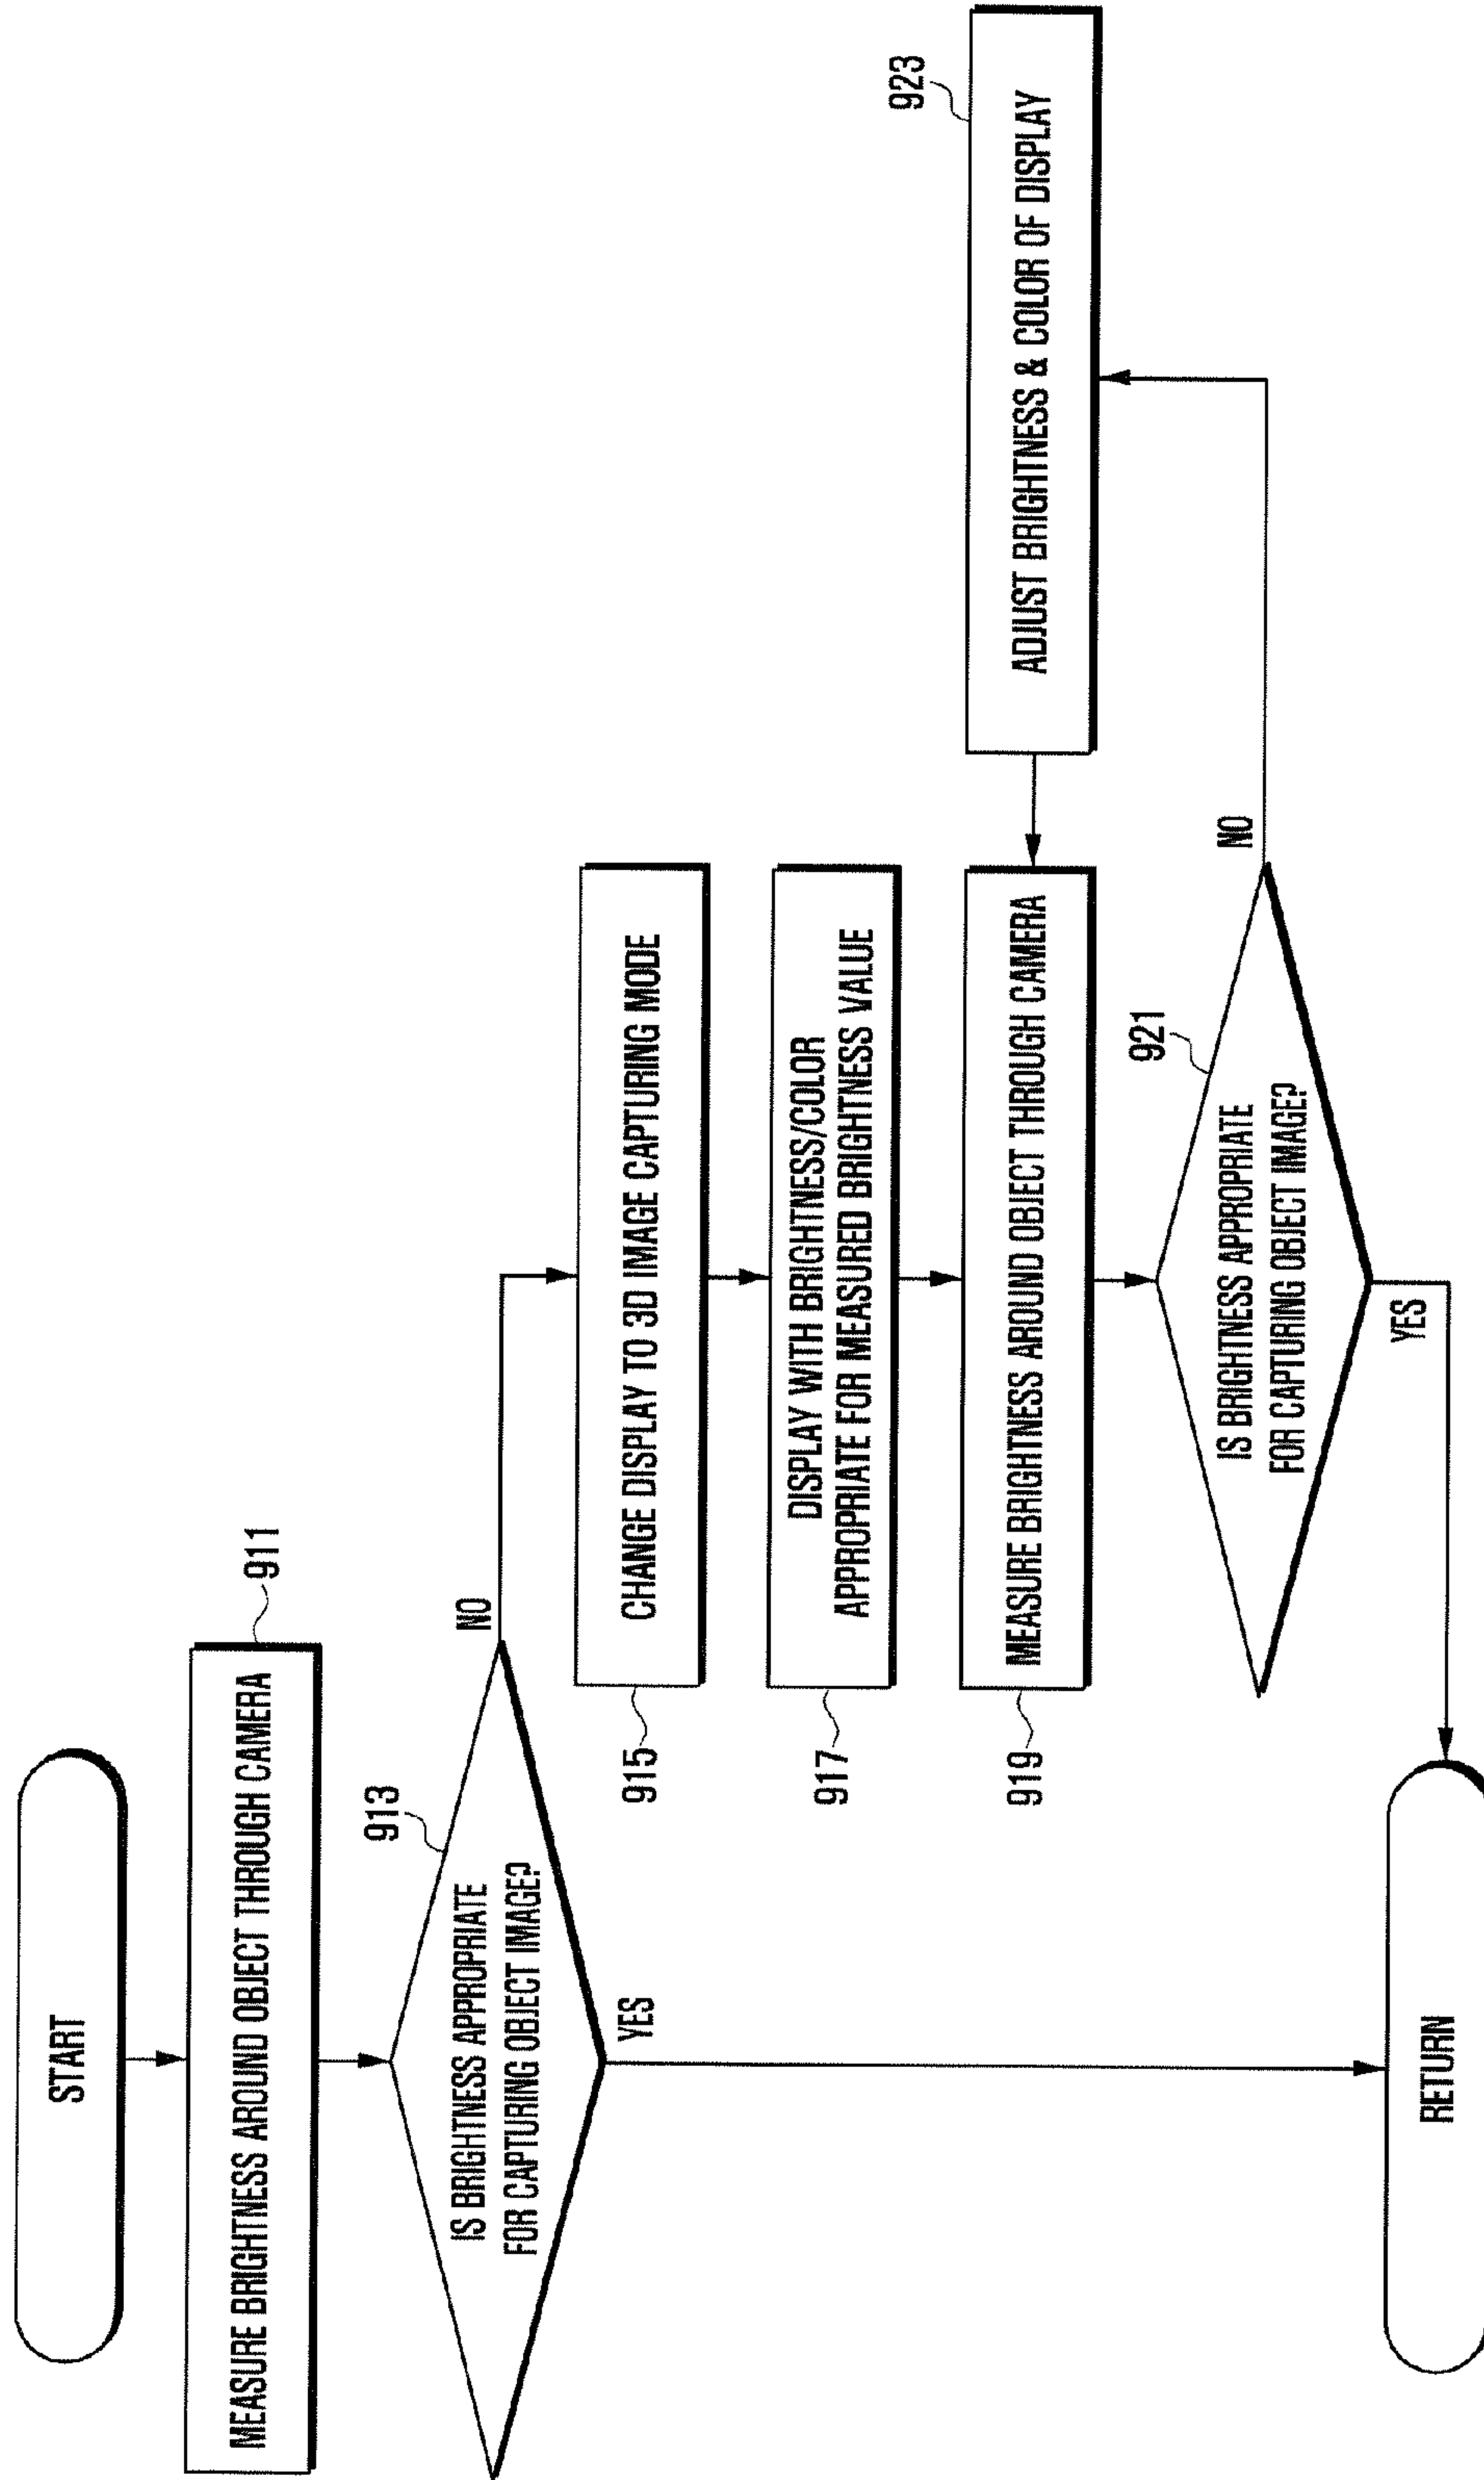 START
MEASURE BRIGHTNESS AROUND OBJECT THROUGH CAMERA
911
913
IS BRIGHTNESS APPROPRIATE
FOR CAPTURING OBJECT IMAGE?
NO
YES
CHANGE DISPLAY TO 3D IMAGE CAPTURING MODE
915
DISPLAY WITH BRIGHTNESS/COLOR
APPROPRIATE FOR MEASURED BRIGHTNESS VALUE
917
MEASURE BRIGHTNESS AROUND OBJECT THROUGH CAMERA
919
921
IS BRIGHTNESS APPROPRIATE
FOR CAPTURING OBJECT IMAGE?
NO
YES
923
ADJUST BRIGHTNESS & COLOR OF DISPLAY
RETURN